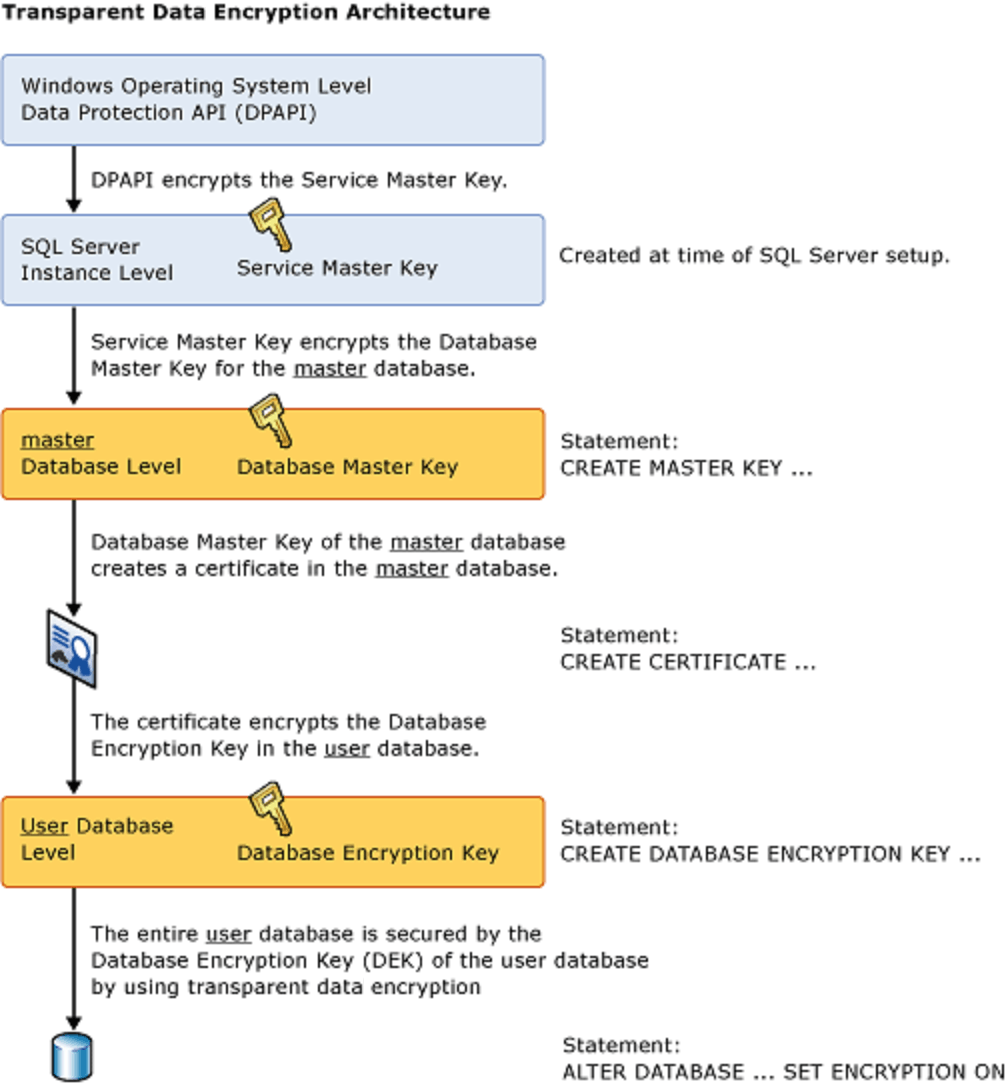 Transparent Data Encryption Architecture
Windows Operating System Level
Data Protection API (DPAPI)
DPAPI encrypts the Service Master Key.
SQL Server
Instance Level
Service Master Key
Created at time of SQL Server setup.
Service Master Key encrypts the Database
Master Key for the master database.
master
Database Level
Database Master Key
Statement:
CREATE MASTER KEY ...
Database Master Key of the master database
creates a certificate in the master database.
Statement:
CREATE CERTIFICATE ...
The certificate encrypts the Database
Encryption Key in the user database.
User Database
Level
Database Encryption Key
Statement:
CREATE DATABASE ENCRYPTION KEY ...
The entire user database is secured by the
Database Encryption Key (DEK) of the user database
by using transparent data encryption
Statement:
ALTER DATABASE ... SET ENCRYPTION ON